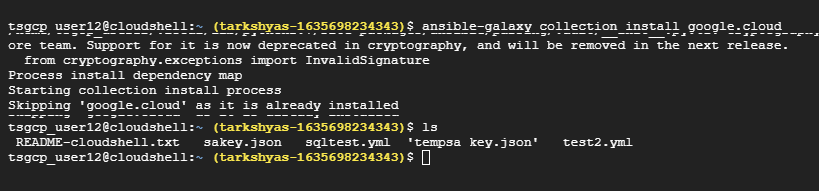 tsgcp_user12@cloudshell:~ (tarkshyas-1635698234343)$ ansible-galaxy collection install google.cloud
ore team. Support for it is now deprecated in cryptography, and will be removed in the next release.
from cryptography.exceptions import InvalidSignature
Process install dependency map
Starting collection install process
Skipping 'google.cloud' as it is already installed
tsgcp_user12@cloudshell:~ (tarkshyas-1635698234343)$ ls
README-cloudshell.txt sakey.json sqltest.yml 'tempsa key.json' test2.yml
tsgcp_user12@cloudshell:~ (tarkshyas-1635698234343)$